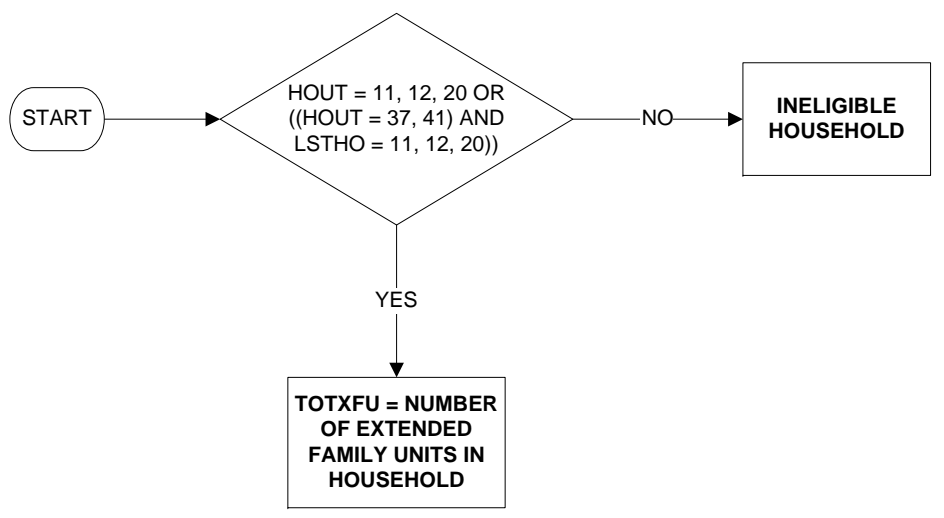 START
HOUT = 11, 12, 20 OR
((HOUT = 37, 41) AND
LSTHO = 11, 12, 20))
NO
INELIGIBLE
HOUSEHOLD
YES
TOTXFU = NUMBER
OF EXTENDED
FAMILY UNITS IN
HOUSEHOLD